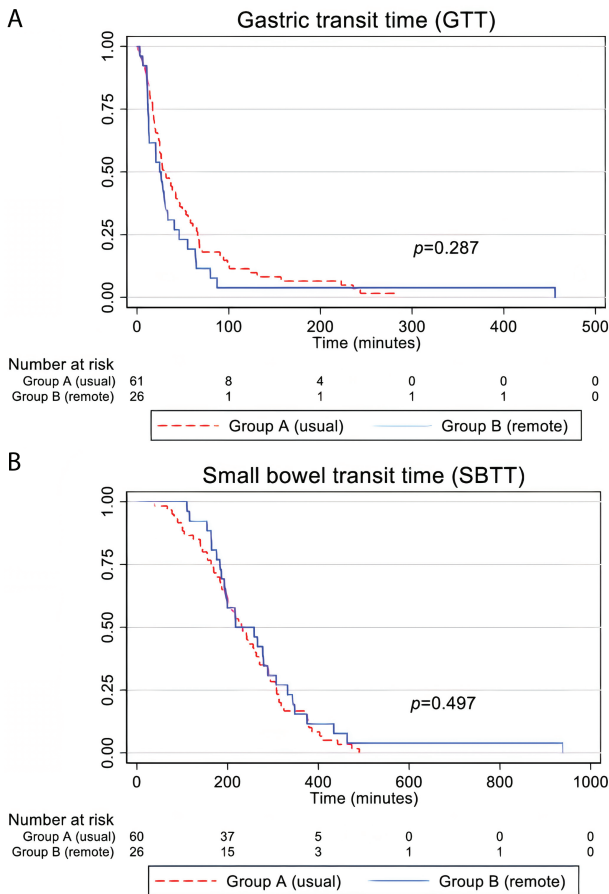 A
Gastric transit time (GTT)
1.00
0.75
0.50
0.25
0.00
p=0.287
0 100 200 300 400 500
Time (minutes)
Number at risk
Group A (usual) 61 8 4 0 0 0
Group B (remote) 26 1 1 1 1 0
Group A (usual) Group B (remote)
B
Small bowel transit time (SBTT)
1.00
0.75
0.50
0.25
0.00
p=0.497
0 200 400 600 800 1000
Time (minutes)
Number at risk
Group A (usual) 60 37 5 0 0 0
Group B (remote) 26 15 3 1 1 0
Group A (usual) Group B (remote)